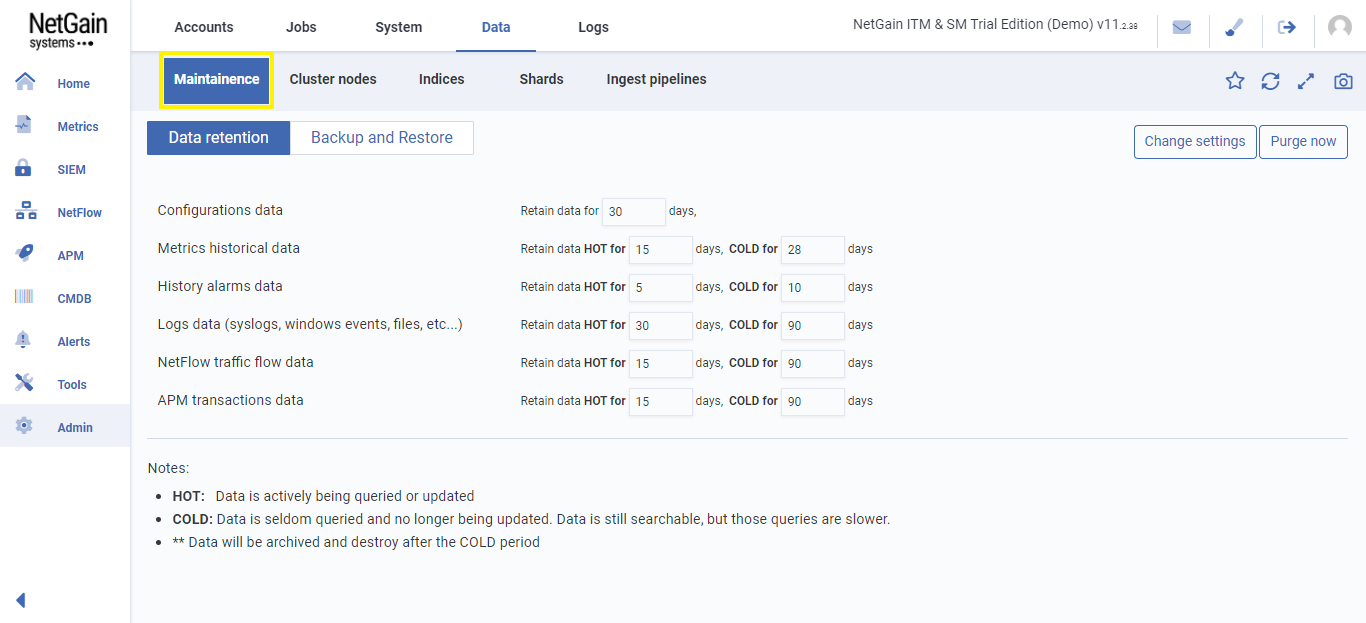 NetGain
systems
Accounts Jobs System Data Logs
NetGain ITM & SM Trial Edition (Demo) v11.2.38
Maintainence Cluster nodes Indices Shards Ingest pipelines
Home
Metrics
SIEM
NetFlow
APM
CMDB
Alerts
Tools
Admin
Data retention Backup and Restore
Change settings Purge now
Configurations data Retain data for 30 days,
Metrics historical data Retain data HOT for 15 days, COLD for 28 days
History alarms data Retain data HOT for 5 days, COLD for 10 days
Logs data (syslogs, windows events, files, etc...) Retain data HOT for 30 days, COLD for 90 days
NetFlow traffic flow data Retain data HOT for 15 days, COLD for 90 days
APM transactions data Retain data HOT for 15 days, COLD for 90 days
Notes:
• HOT: Data is actively being queried or updated
• COLD: Data is seldom queried and no longer being updated. Data is still searchable, but those queries are slower.
• ** Data will be archived and destroy after the COLD period